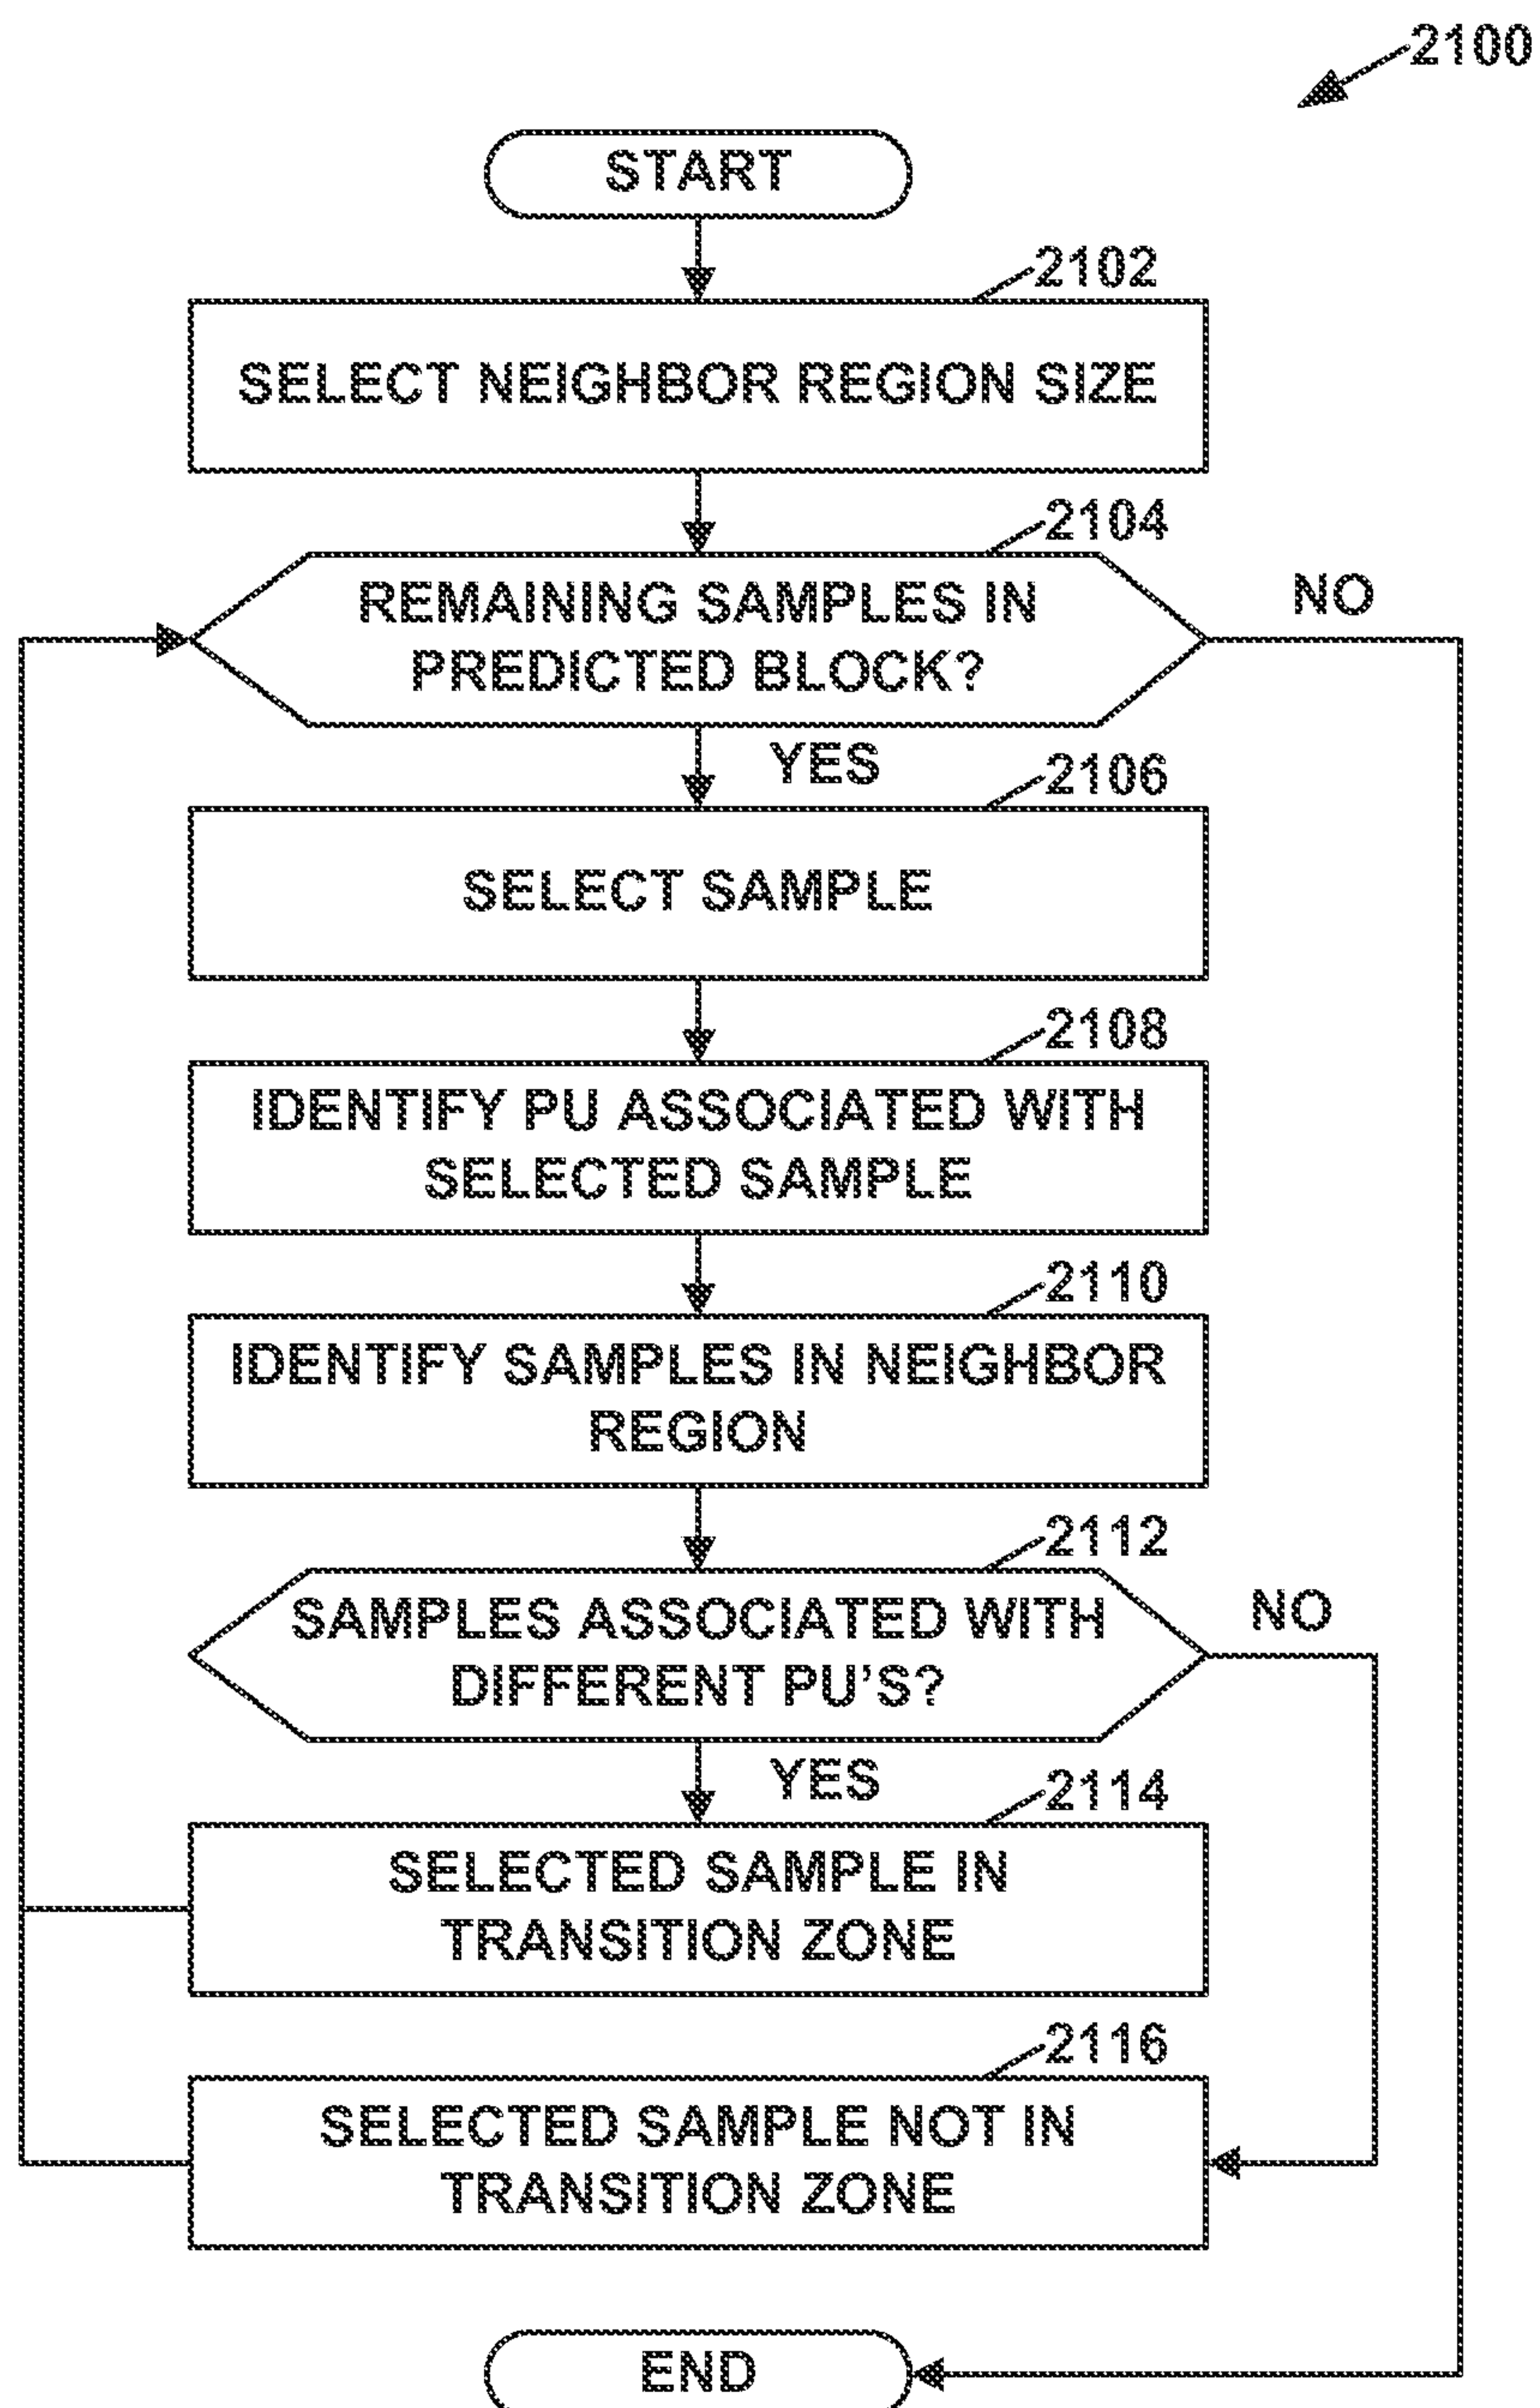 2100
START
2102
SELECT NEIGHBOR REGION SIZE
2104
REMAINING SAMPLES IN
PREDICTED BLOCK?
NO
YES
2106
SELECT SAMPLE
2108
IDENTIFY PU ASSOCIATED WITH
SELECTED SAMPLE
2110
IDENTIFY SAMPLES IN NEIGHBOR
REGION
2112
SAMPLES ASSOCIATED WITH
DIFFERENT PU'S?
NO
YES
2114
SELECTED SAMPLE IN
TRANSITION ZONE
2116
SELECTED SAMPLE NOT IN
TRANSITION ZONE
END